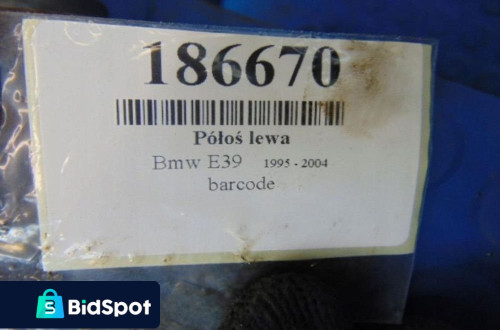 186670
Półoś lewa
Bmw E39 1995 - 2004
barcode
BidSpot